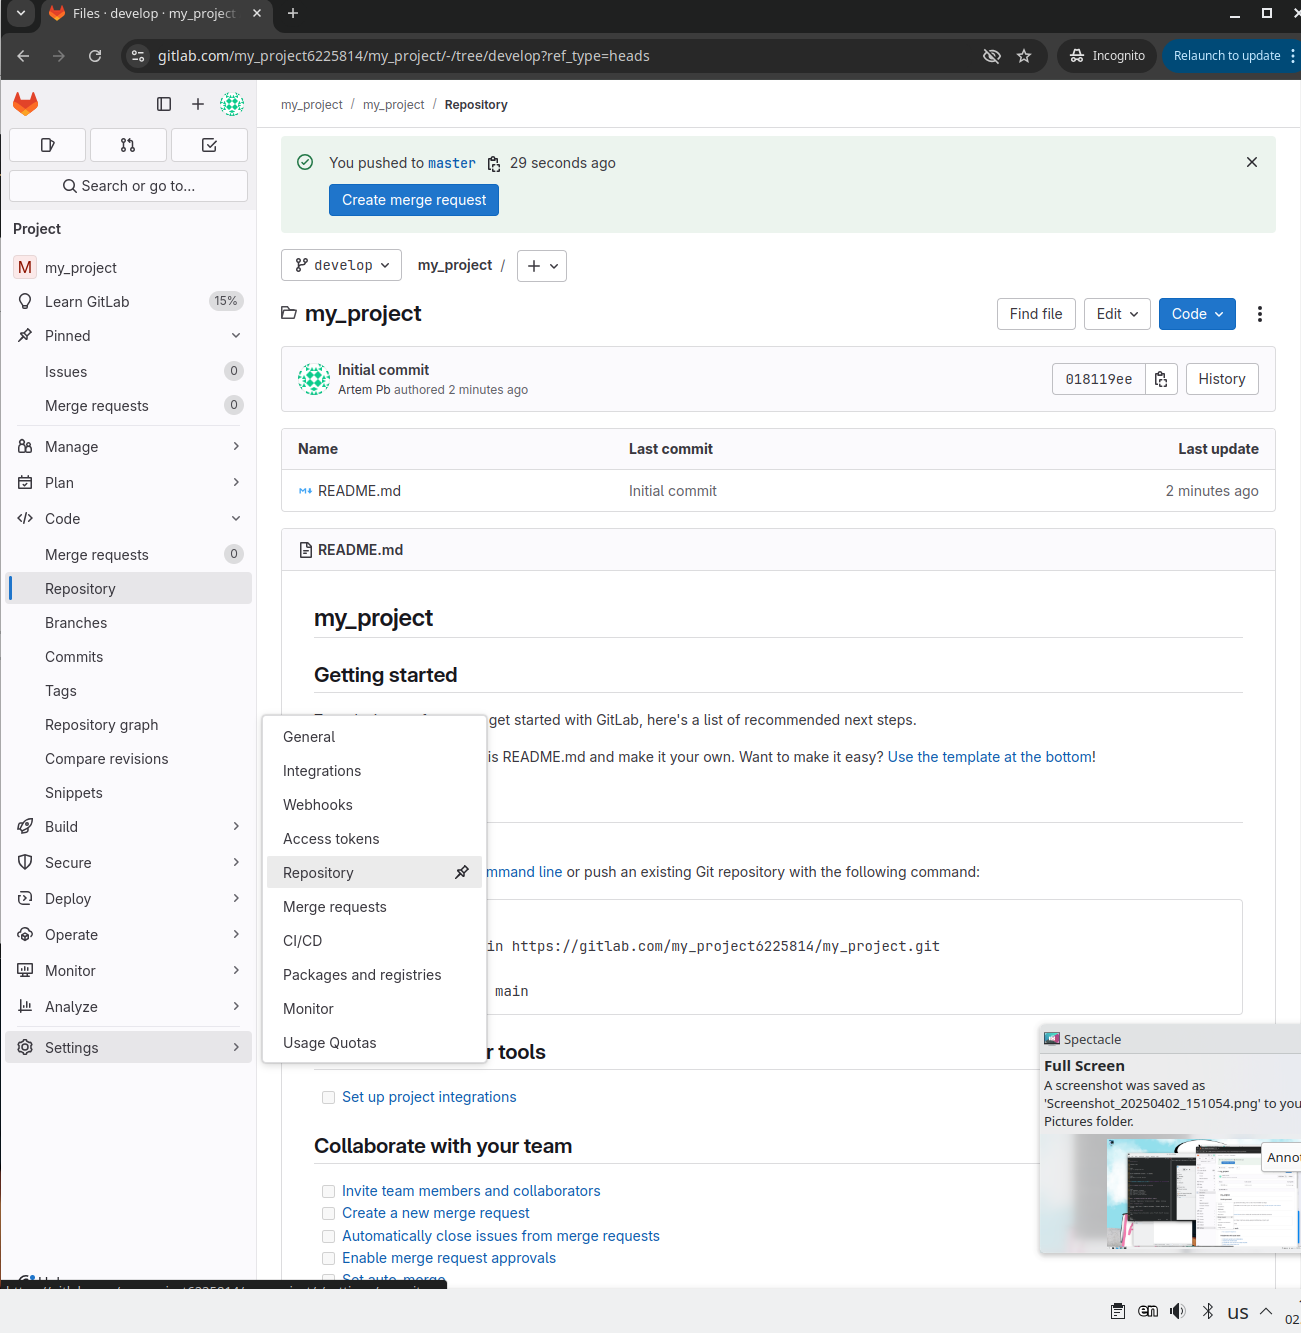 Files · develop · my_project
gitlab.com/my_project6225814/my_project/-/tree/develop?ref_type=heads
Incognito
Relaunch to update
my_project / my_project / Repository
Search or go to...
You pushed to master 29 seconds ago
Create merge request
Project
M my_project
Learn GitLab 15%
Pinned
Issues 0
Merge requests 0
Manage
Plan
Code
Merge requests 0
Repository
Branches
Commits
Tags
Repository graph
Compare revisions
Snippets
Build
Secure
Deploy
Operate
Monitor
Analyze
Settings
General
Integrations
Webhooks
Access tokens
Repository
Merge requests
CI/CD
Packages and registries
Monitor
Usage Quotas
develop my_project /
my_project
Find file
Edit
Code
Initial commit
Artem Pb authored 2 minutes ago
018119ee
History
Name Last commit Last update
README.md Initial commit 2 minutes ago
README.md
my_project
Getting started
get started with GitLab, here's a list of recommended next steps.
is README.md and make it your own. Want to make it easy? Use the template at the bottom!
mmand line or push an existing Git repository with the following command:
in https://gitlab.com/my_project6225814/my_project.git
main
r tools
Set up project integrations
Collaborate with your team
Invite team members and collaborators
Create a new merge request
Automatically close issues from merge requests
Enable merge request approvals
Set auto-merge
Spectacle
Full Screen
A screenshot was saved as
'Screenshot_20250402_151054.png' to you
Pictures folder.
Annot
en
us
02